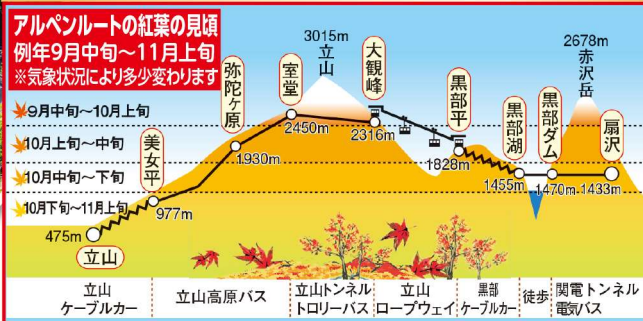 アルペンルートの紅葉の見頃
例年9月中旬～11月上旬
※気象状況により多少変わります
9月中旬～10月上旬
10月上旬～中旬
10月中旬～下旬
10月下旬～11月上旬
3015m
立山
2678m
赤沢岳
立山
475m
美女平
977m
弥陀ヶ原
1930m
室堂
2450m
大観峰
2316m
黒部平
1828m
黒部湖
1455m
黒部ダム
1470m
扇沢
1433m
立山
ケーブルカー
立山高原バス
立山トンネル
トロリーバス
立山
ロープウェイ
黒部
ケーブルカー
徒歩
関電トンネル
電気バス